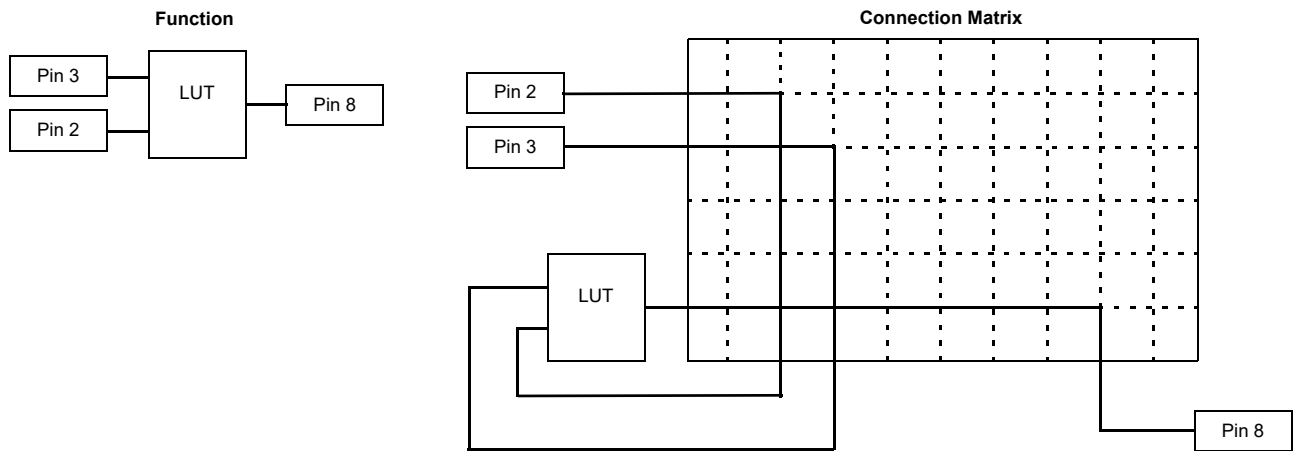 Function
Pin 3
LUT
Pin 2
Pin 8
Connection Matrix
Pin 2
Pin 3
LUT
Pin 8